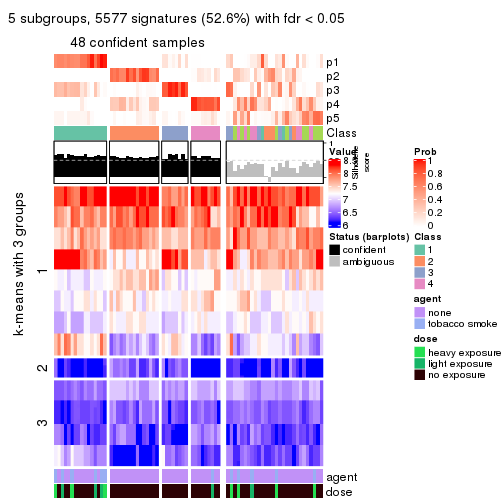 5 subgroups, 5577 signatures (52.6%) with fdr < 0.05
48 confident samples
p1
p2
p3
p4
p5
Class
1
Silhouette
score
k-means with 3 groups
1
2
3
agent
dose
Value
8.5
8
7.5
7
6.5
6
Status (barplots)
confident
ambiguous
Prob
1
0.8
0.6
0.4
0.2
0
Class
1
2
3
4
agent
none
tobacco smoke
dose
heavy exposure
light exposure
no exposure